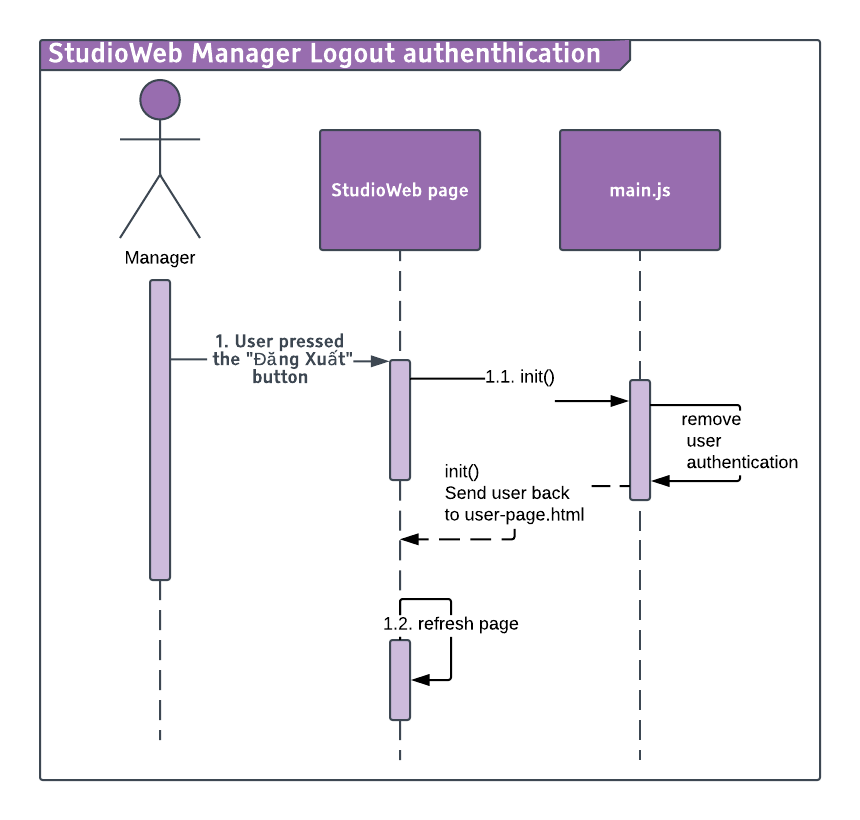 StudioWeb Manager Logout authenthication
StudioWeb page
main.js
Manager
1. User pressed
the "Đăng Xuất"
button
1.1. init()
remove
user
authentication
init()
Send user back
to user-page.html
1.2. refresh page